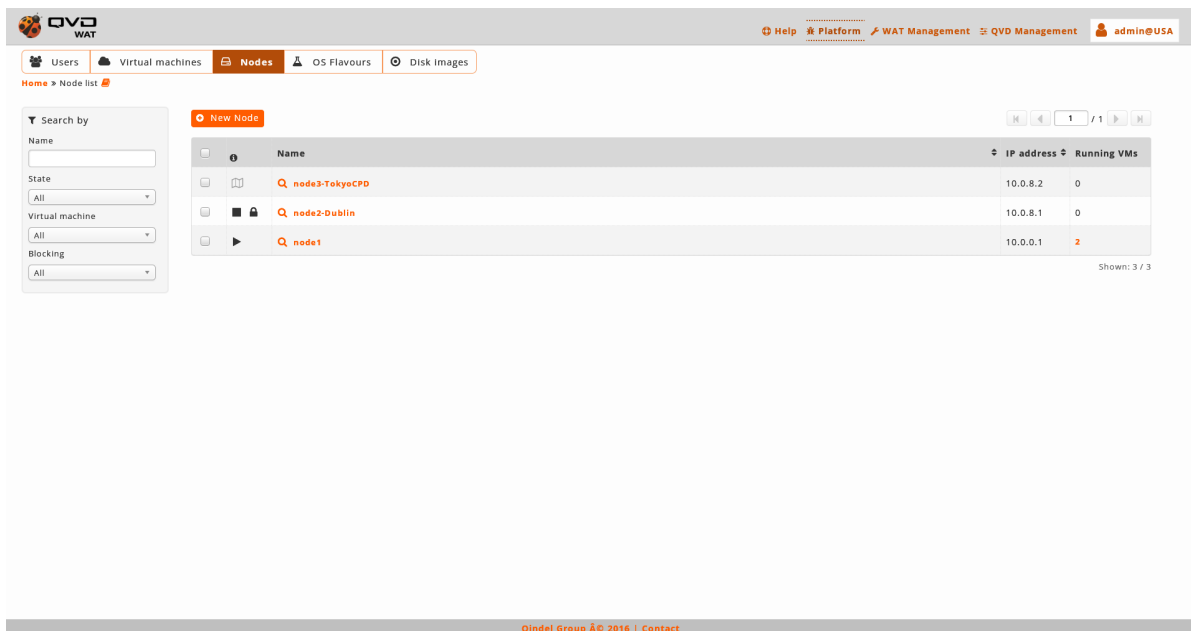 QVD
WAT
Help Platform WAT Management QVD Management admin@USA
Users Virtual machines Nodes OS Flavours Disk images
Home » Node list
Search by
Name
State
All
Virtual machine
All
Blocking
All
New Node
1 / 1
Name IP address Running VMs
node3-TokyoCPD 10.0.8.2 0
node2-Dublin 10.0.8.1 0
node1 10.0.0.1 2
Shown: 3 / 3
Qindel Group Â© 2016 | Contact